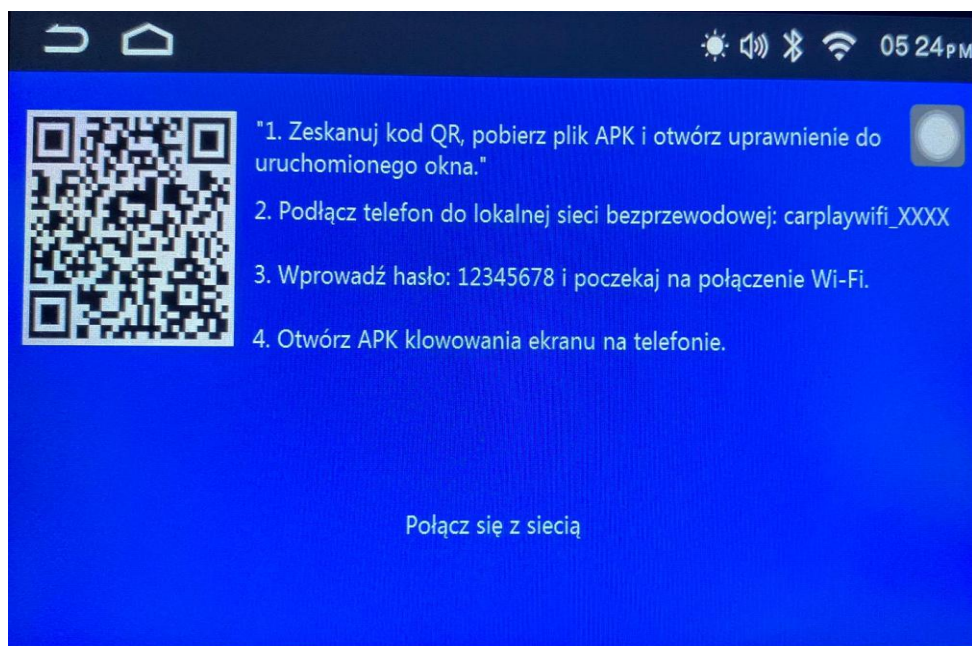 05 24 PM
"1. Zeskanuj kod QR, pobierz plik APK i otwórz uprawnienie do
uruchomionego okna."
2. Podłącz telefon do lokalnej sieci bezprzewodowej: carplaywifi_XXXX
3. Wprowadź hasło: 12345678 i poczekaj na połączenie Wi-Fi.
4. Otwórz APK klowowania ekranu na telefonie.
Połącz się z siecią